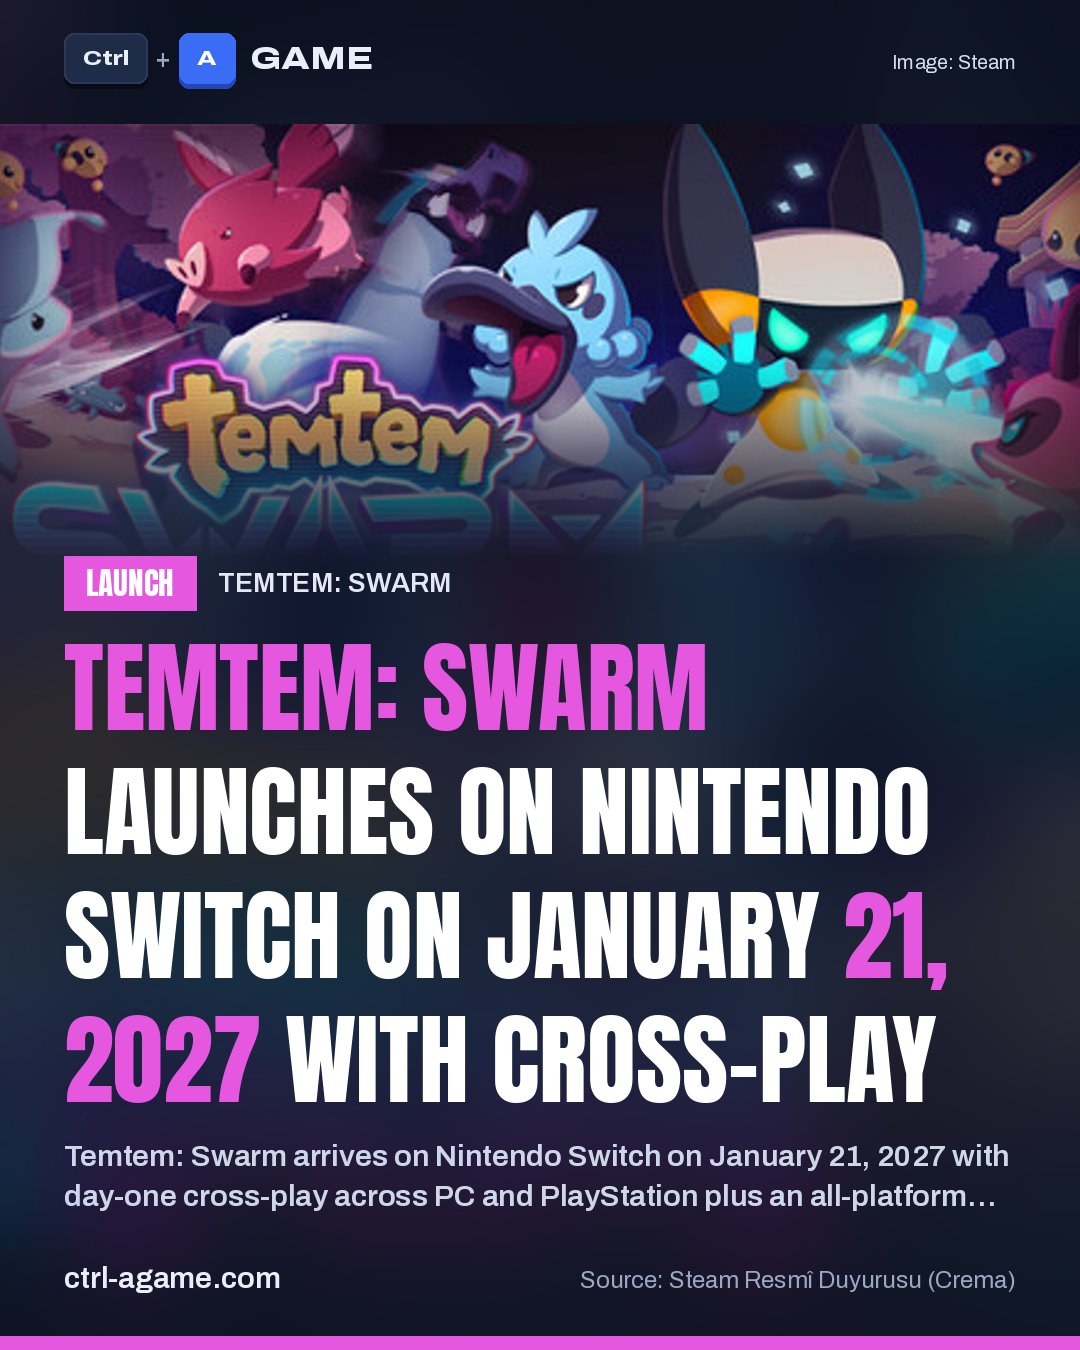 Ctrl + A GAME
Image: Steam
temtem
SWARM
LAUNCH TEMTEM: SWARM
TEMTEM: SWARM
LAUNCHES ON NINTENDO
SWITCH ON JANUARY 21,
2027 WITH CROSS-PLAY
Temtem: Swarm arrives on Nintendo Switch on January 21, 2027 with
day-one cross-play across PC and PlayStation plus an all-platform…
ctrl-agame.com
Source: Steam Resmî Duyurusu (Crema)